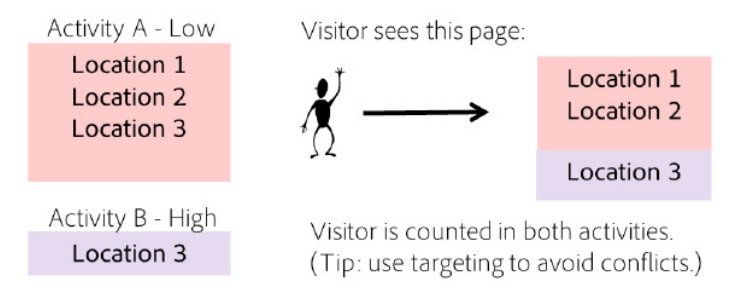 Activity A - Low
Location 1
Location 2
Location 3
Activity B - High
Location 3
Visitor sees this page:
Location 1
Location 2
Location 3
Visitor is counted in both activities.
(Tip: use targeting to avoid conflicts.)